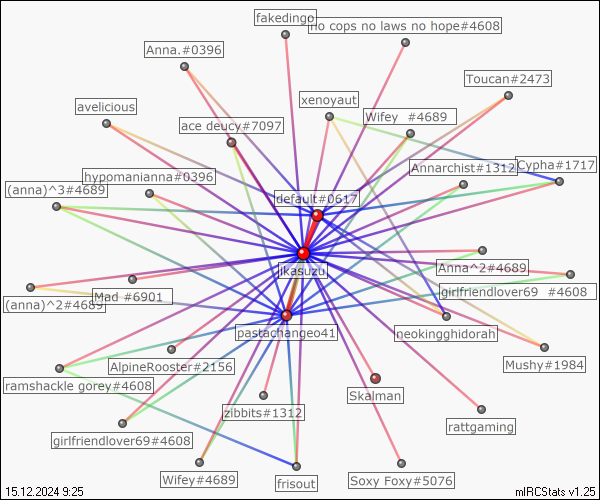 fakedingo
no cops no laws no hope#4608
Anna.#0396
Toucan#2473
avelicious
xenoyaut
Wifey  #4689
ace deucy#7097
Annarchist#1312
Cypha#1717
hypomanianna#0396
(anna)^3#4689
default#0617
jikasuzu
Anna^2#4689
girlfriendlover69  #4608
Mad  #6901
(anna)^2#4689
pastachangeo41
neokingghidorah
AlpineRooster#2156
Mushy#1984
ramshackle gorey#4608
Skalman
zibbits#1312
rattgaming
girlfriendlover69#4608
Wifey#4689
frisout
Soxy Foxy#5076
15.12.2024 9:25
mIRCStats v1.25